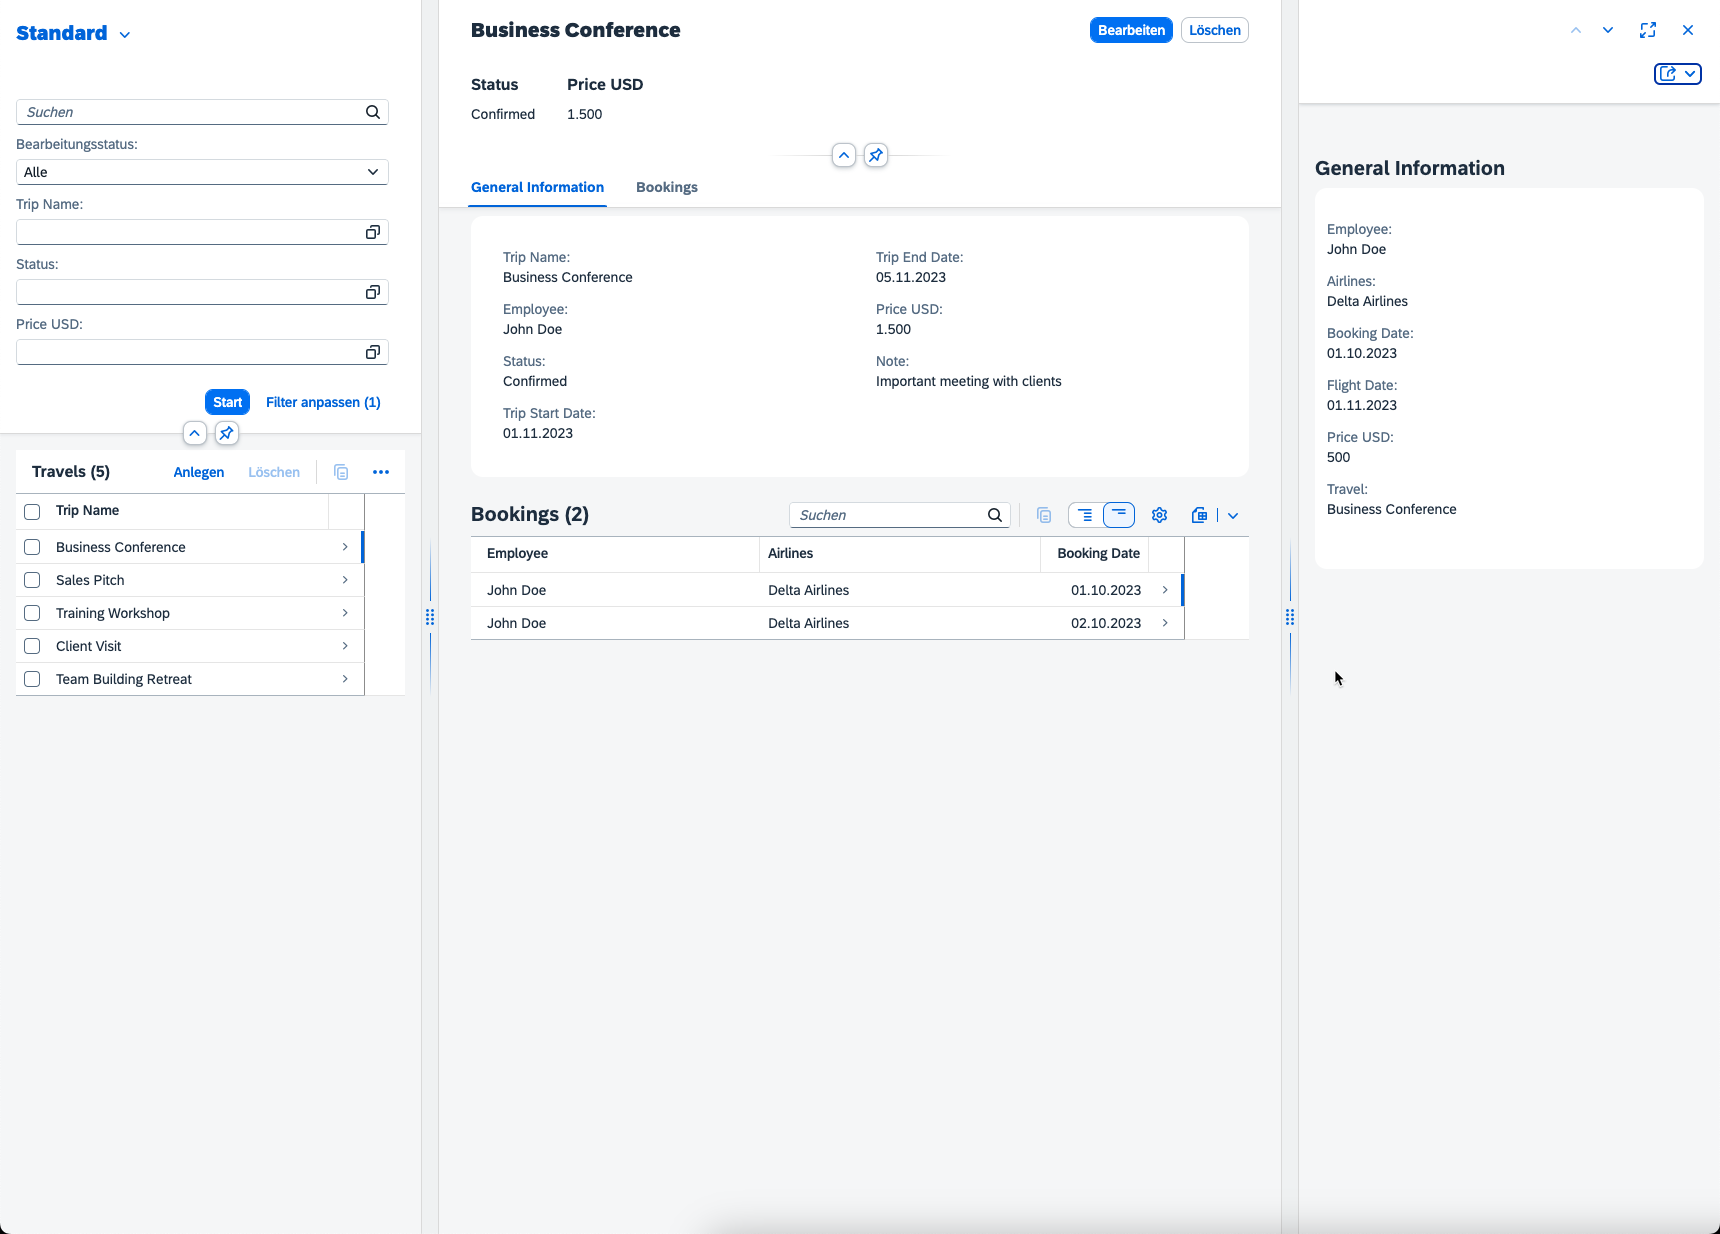 Standard
Suchen
Bearbeitungsstatus:
Alle
Trip Name:
Status:
Price USD:
Start
Filter anpassen (1)
Travels (5)
Anlegen
Löschen
Trip Name
Business Conference
Sales Pitch
Training Workshop
Client Visit
Team Building Retreat
Business Conference
Bearbeiten
Löschen
Status
Price USD
Confirmed
1.500
General Information
Bookings
Trip Name:
Business Conference
Employee:
John Doe
Status:
Confirmed
Trip Start Date:
01.11.2023
Trip End Date:
05.11.2023
Price USD:
1.500
Note:
Important meeting with clients
Bookings (2)
Suchen
Employee Airlines Booking Date
John Doe Delta Airlines 01.10.2023
John Doe Delta Airlines 02.10.2023
General Information
Employee:
John Doe
Airlines:
Delta Airlines
Booking Date:
01.10.2023
Flight Date:
01.11.2023
Price USD:
500
Travel:
Business Conference